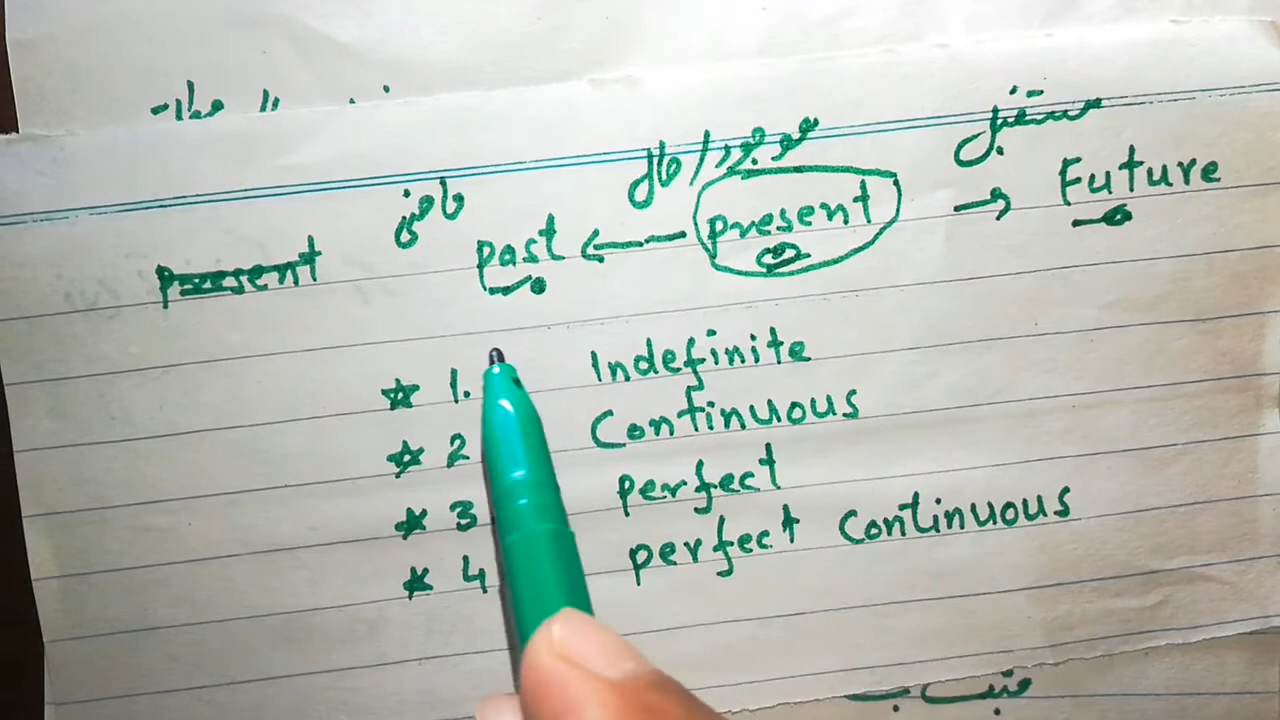 ماضی موجود/حال مستقبل
present past ← present → Future
1. Indefinite
2 Continuous
3 perfect
4 perfect Continuous